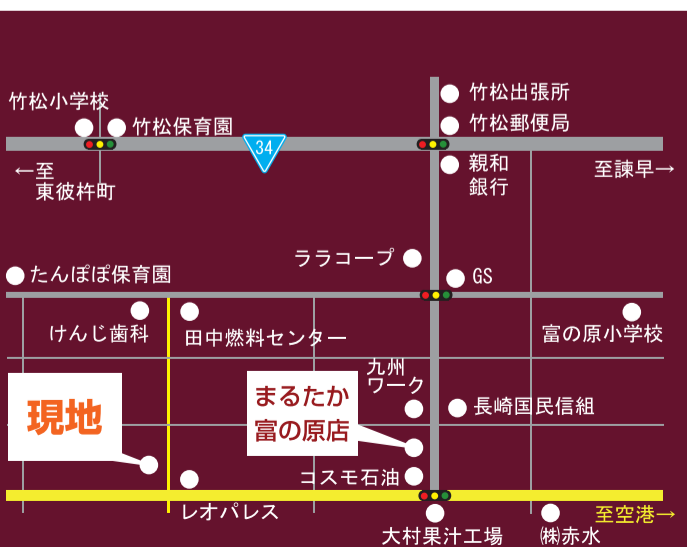 竹松出張所
竹松小学校
竹松保育園
竹松郵便局
34
親和
銀行
至諫早→
←至
東彼杵町
ララコープ
たんぽぽ保育園
GS
けんじ歯科
田中燃料センター
富の原小学校
九州
ワーク
現地
まるたか
富の原店
長崎国民信組
コスモ石油
レオパレス
至空港→
大村果汁工場
㈱赤水